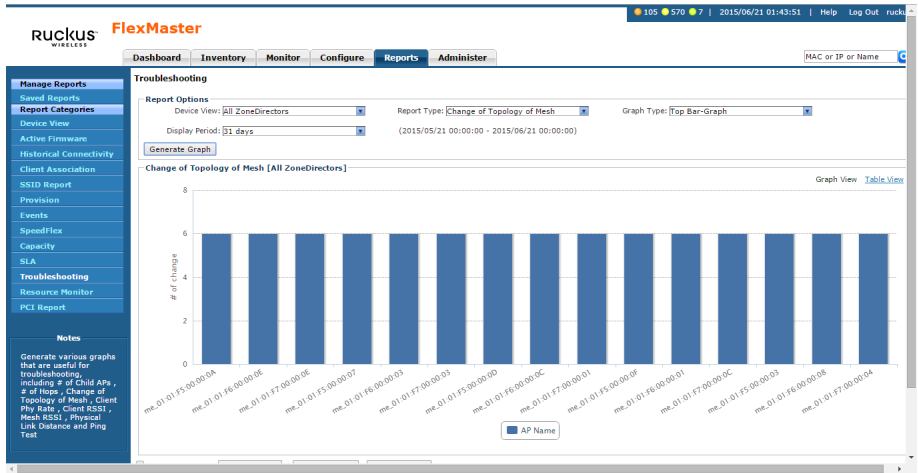 105 570 7 | 2015/06/21 01:43:51 | Help Log Out
Ruckus WIRELESS FlexMaster
Dashboard Inventory Monitor Configure Reports Administer
MAC or IP or Name
Manage Reports
Saved Reports
Report Categories
Device View
Active Firmware
Historical Connectivity
Client Association
SSID Report
Provision
Events
SpeedFlex
Capacity
SLA
Troubleshooting
Resource Monitor
PCI Report
Notes
Generate various graphs
that are useful for
troubleshooting,
including # of Child APs ,
# of Hops , Change of
Topology of Mesh , Client
Phy Rate , Client RSSI ,
Mesh RSSI , Physical
Link Distance and Ping
Test
Troubleshooting
Report Options
Device View: All ZoneDirectors Report Type: Change of Topology of Mesh Graph Type: Top Bar-Graph
Display Period: 31 days (2015/05/21 00:00:00 - 2015/06/21 00:00:00)
Generate Graph
Change of Topology of Mesh [All ZoneDirectors]
Graph View Table View
8
6
4
2
0
# of change
me_01-01-F5:00:00:0A
me_01-01-F6:00:00:0E
me_01-01-F7:00:00:0E
me_01-01-F5:00:00:07
me_01-01-F6:00:00:03
me_01-01-F7:00:00:03
me_01-01-F5:00:00:0D
me_01-01-F6:00:00:0C
me_01-01-F7:00:00:01
me_01-01-F5:00:00:0F
me_01-01-F6:00:00:01
me_01-01-F7:00:00:0C
me_01-01-F5:00:00:03
me_01-01-F6:00:00:08
me_01-01-F7:00:00:04
AP Name